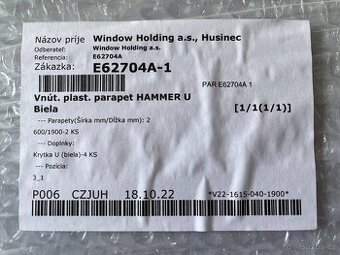 Názov príje Window Holding a.s., Husinec
Odberateľ: Window Holding a.s.
Referencia: E62704A
Zákazka: E62704A-1
PAR E62704A 1
Vnút. plast. parapet HAMMER U [1/1(1/1)]
Biela
--- Parapety(Šírka mm/Dĺžka mm): 2
600/1900-2 KS
--- Doplnky:
Krytka U (biela)-4 KS
--- Pozícia:
3_1
P006 CZJUH 18.10.22 *V22-1615-040-1900*